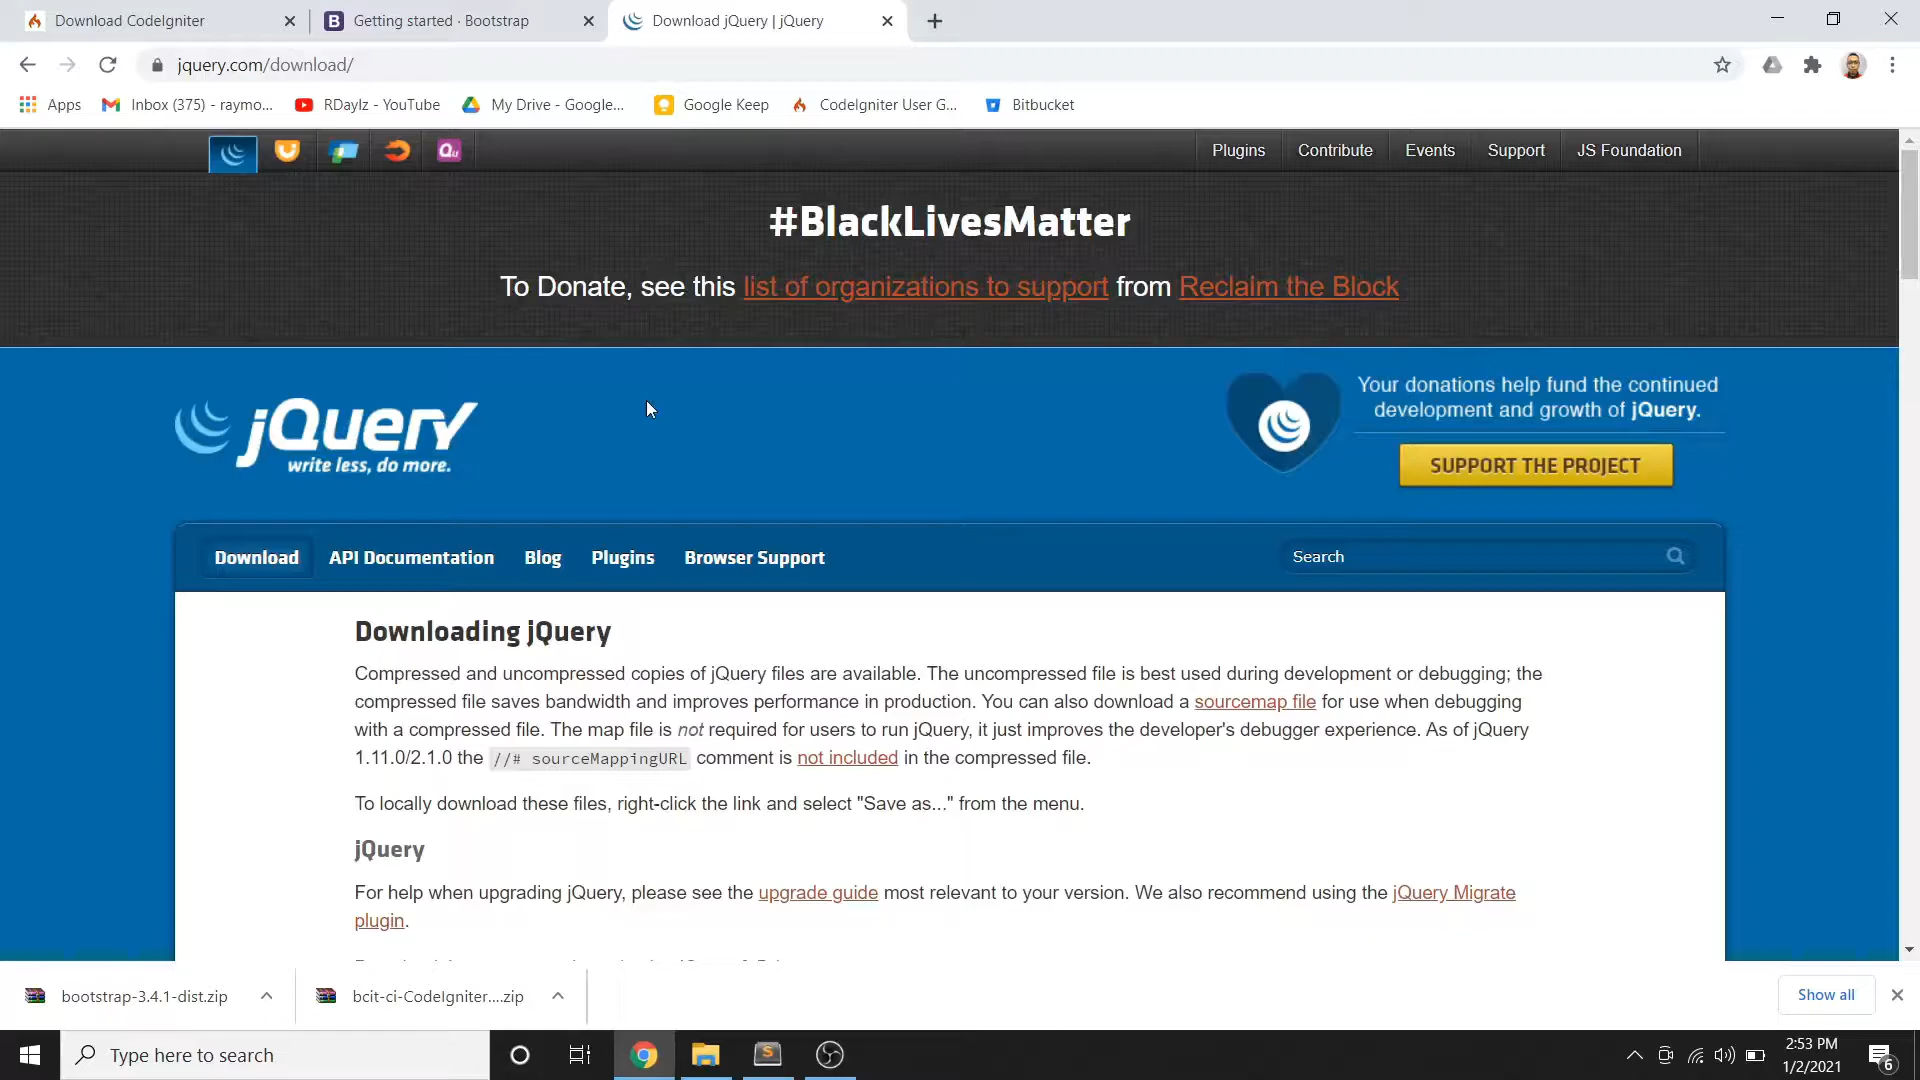 Download CodeIgniter
B Getting started · Bootstrap
Download jQuery | jQuery
jquery.com/download/
Apps
Inbox (375) - raymo...
RDaylz - YouTube
My Drive - Google...
Google Keep
CodeIgniter User G...
Bitbucket
Qu
Plugins
Contribute
Events
Support
JS Foundation
#BlackLivesMatter
To Donate, see this list of organizations to support from Reclaim the Block
jQuery
write less, do more.
Your donations help fund the continued
development and growth of jQuery.
SUPPORT THE PROJECT
Download
API Documentation
Blog
Plugins
Browser Support
Search
Downloading jQuery
Compressed and uncompressed copies of jQuery files are available. The uncompressed file is best used during development or debugging; the
compressed file saves bandwidth and improves performance in production. You can also download a sourcemap file for use when debugging
with a compressed file. The map file is not required for users to run jQuery, it just improves the developer's debugger experience. As of jQuery
1.11.0/2.1.0 the //# sourceMappingURL comment is not included in the compressed file.
To locally download these files, right-click the link and select "Save as..." from the menu.
jQuery
For help when upgrading jQuery, please see the upgrade guide most relevant to your version. We also recommend using the jQuery Migrate
plugin.
bootstrap-3.4.1-dist.zip
bcit-ci-CodeIgniter....zip
Show all
Type here to search
S
2:53 PM
1/2/2021
6